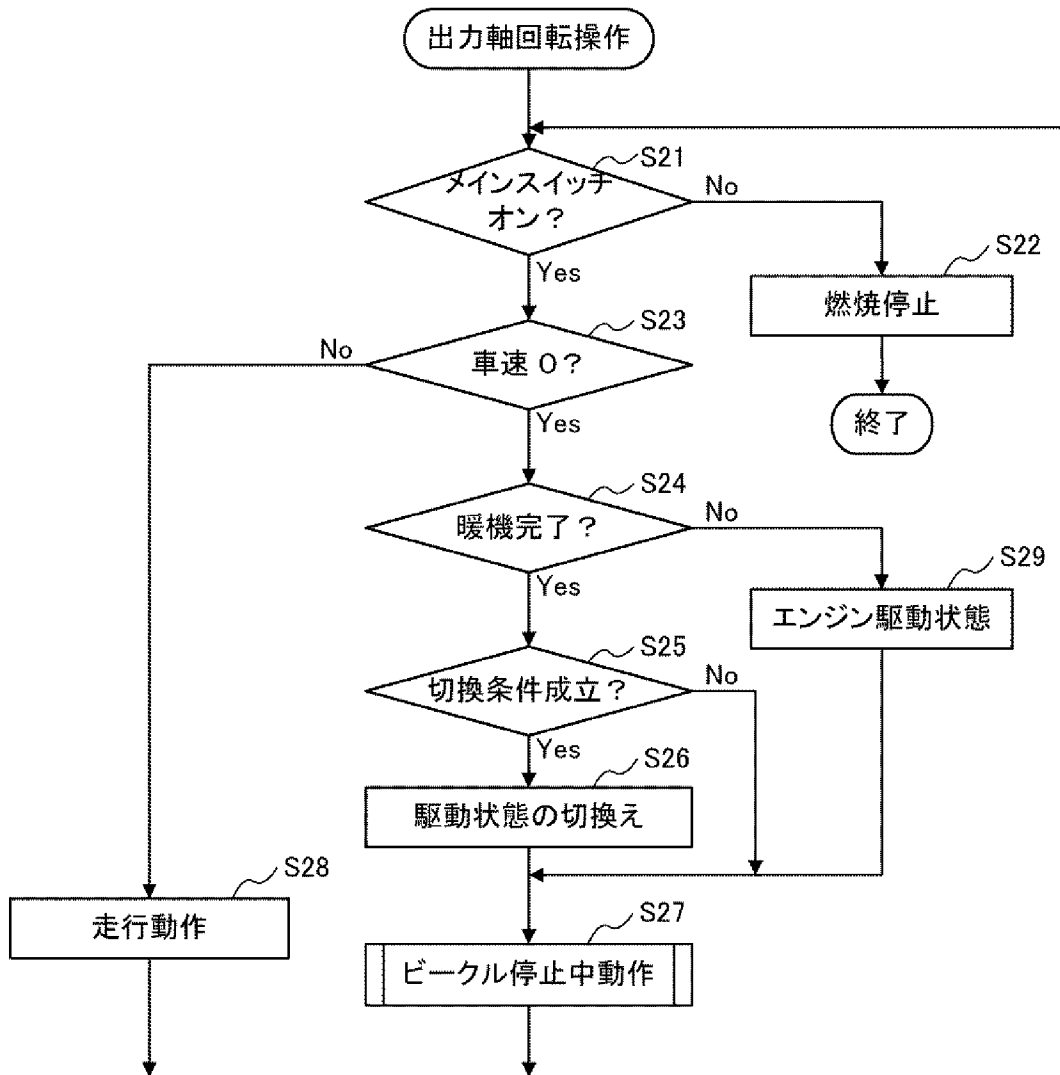 出力軸回転操作
S21
メインスイッチ
オン？
No
Yes
S22
燃焼停止
終了
S23
車速 0？
No
Yes
S24
暖機完了？
No
Yes
S29
エンジン駆動状態
S25
切換条件成立？
No
Yes
S26
駆動状態の切換え
S28
走行動作
S27
ビークル停止中動作